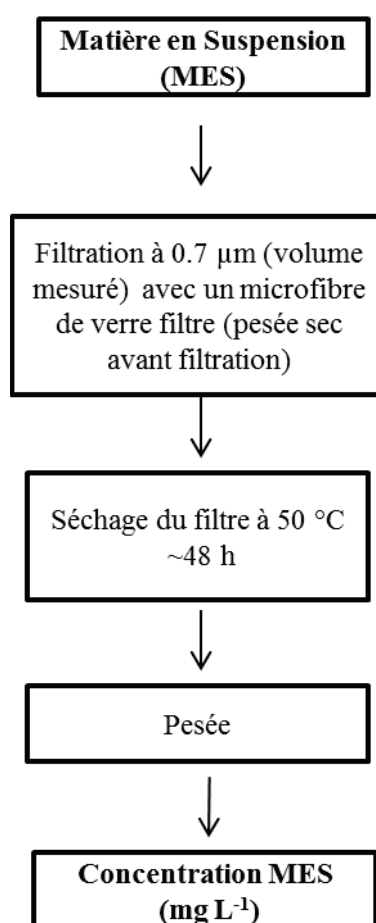 Matière en Suspension
(MES)
Filtration à 0.7 µm (volume
mesuré) avec un microfibre
de verre filtre (pesée sec
avant filtration)
Séchage du filtre à 50 °C
~48 h
Pesée
Concentration MES
(mg L⁻¹)